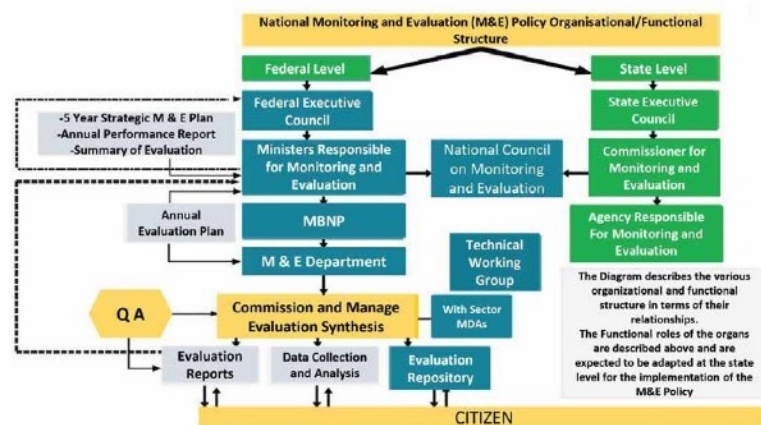 National Monitoring and Evaluation (M&E) Policy Organisational/Functional
Structure
Federal Level
State Level
Federal Executive
Council
State Executive
Council
-5 Year Strategic M & E Plan
-Annual Performance Report
-Summary of Evaluation
Ministers Responsible
for Monitoring and
Evaluation
National Council
on Monitoring
and Evaluation
Commissioner for
Monitoring and
Evaluation
Annual
Evaluation Plan
MBNP
Agency Responsible
For Monitoring and
Evaluation
M & E Department
Technical
Working
Group
The Diagram describes the various
organizational and functional
structure in terms of their
relationships.
The Functional roles of the organs
are described above and are
expected to be adapted at the state
level for the implementation of the
M&E Policy
Q A
Commission and Manage
Evaluation Synthesis
With Sector
MDAs
Evaluation
Reports
Data Collection
and Analysis
Evaluation
Repository
CITIZEN